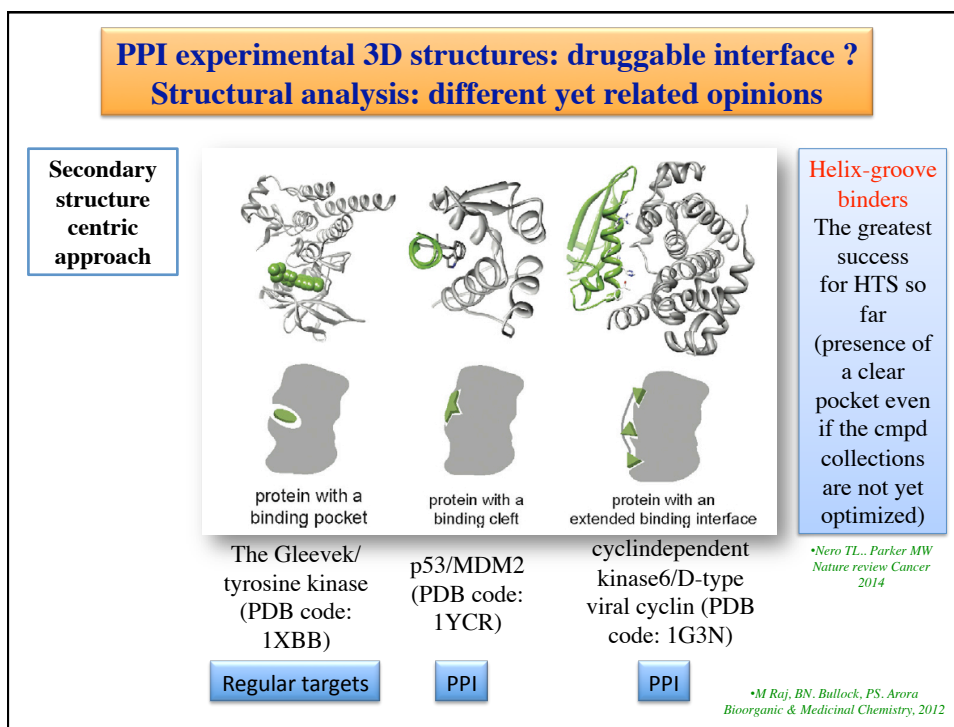 PPI experimental 3D structures: druggable interface ?
Structural analysis: different yet related opinions
Secondary
structure
centric
approach
protein with a
binding pocket
protein with a
binding cleft
protein with an
extended binding interface
Helix-groove
binders
The greatest
success
for HTS so
far
(presence of
a clear
pocket even
if the cmpd
collections
are not yet
optimized)
The Gleevek/
tyrosine kinase
(PDB code:
1XBB)
p53/MDM2
(PDB code:
1YCR)
cyclindependent
kinase6/D-type
viral cyclin (PDB
code: 1G3N)
•Nero TL.. Parker MW
Nature review Cancer
2014
Regular targets
PPI
PPI
•M Raj, BN. Bullock, PS. Arora
Bioorganic & Medicinal Chemistry, 2012